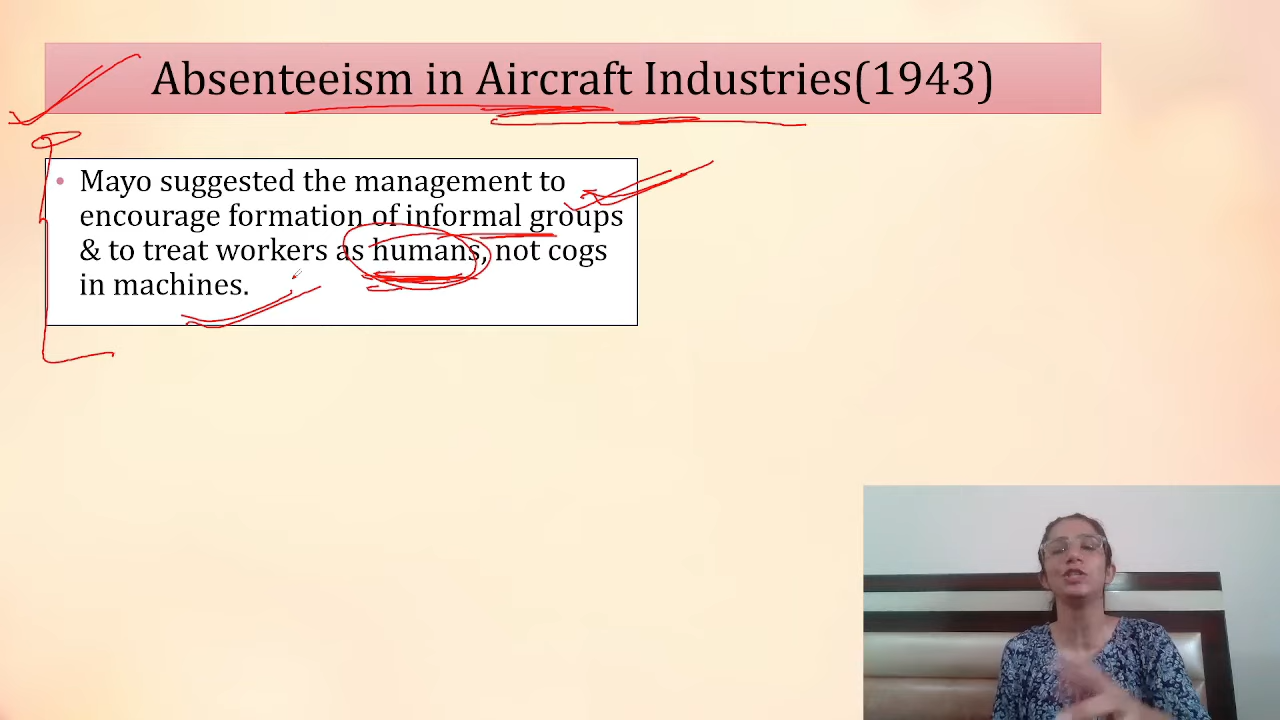 Absenteeism in Aircraft Industries(1943)
• Mayo suggested the management to
encourage formation of informal groups
& to treat workers as humans, not cogs
in machines.